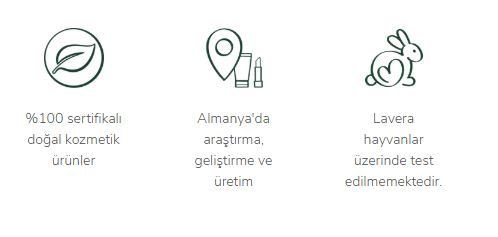 %100 sertifikalı
doğal kozmetik
ürünler
Almanya'da
araştırma,
geliştirme ve
üretim
Lavera
hayvanlar
üzerinde test
edilmemektedir.